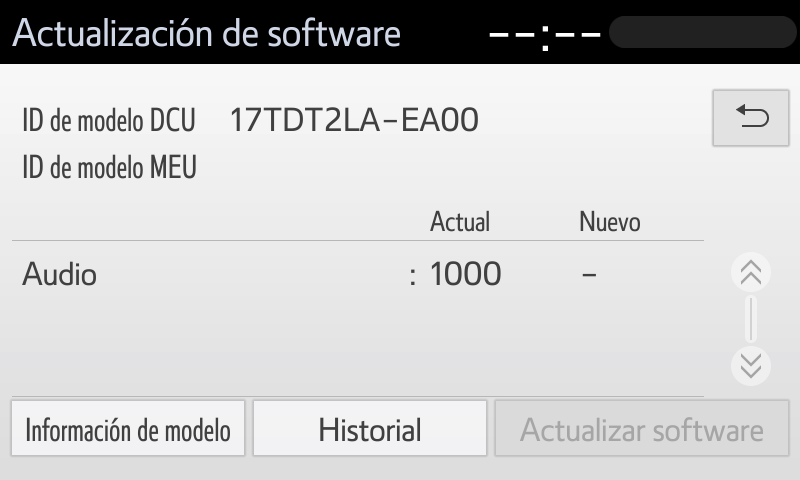 Actualización de software --:--
ID de modelo DCU 17TDT2LA-EA00
ID de modelo MEU
Actual Nuevo
Audio : 1000 -
Información de modelo Historial Actualizar software